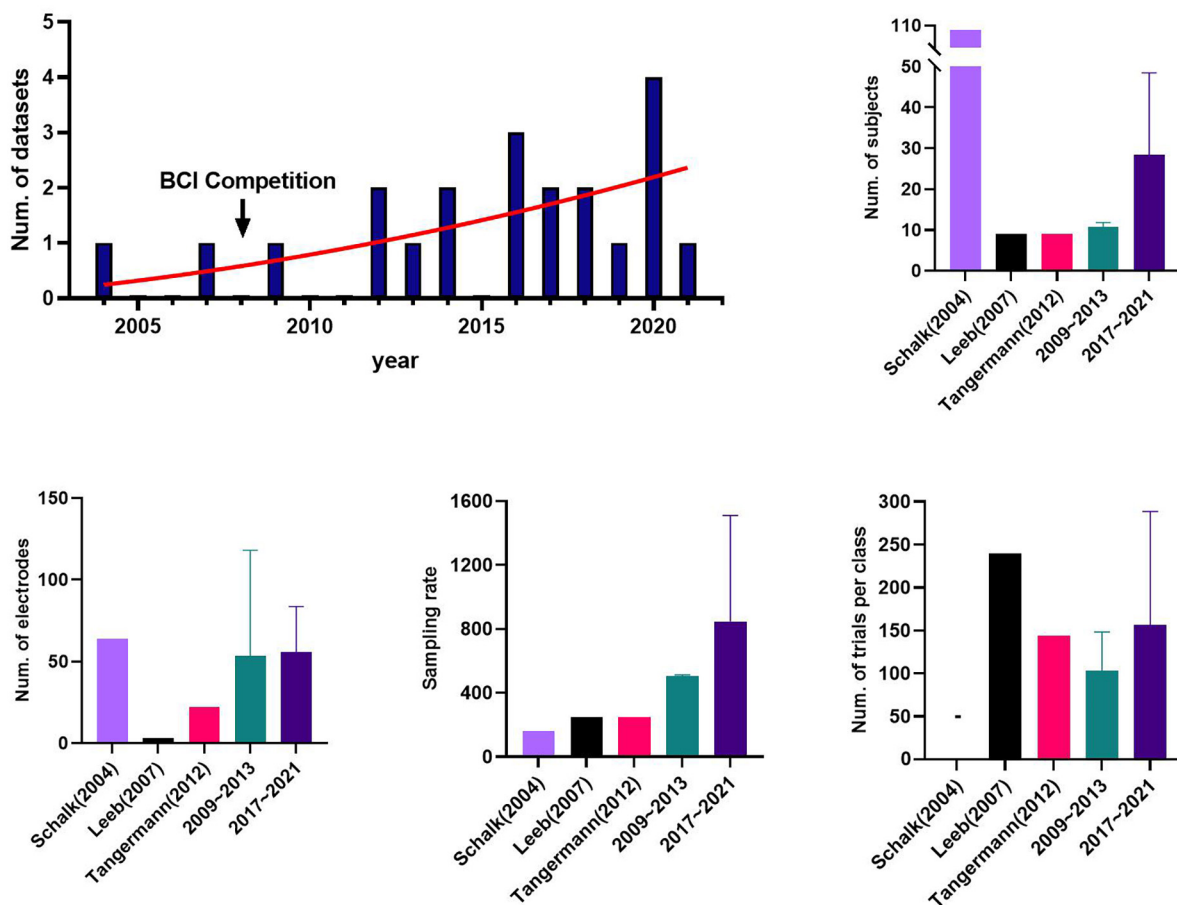 Num. of datasets
5
4
3
2
1
0
BCI Competition
2005
2010
2015
2020
year
Num. of subjects
110
50
40
30
20
10
0
Schalk(2004)
Leeb(2007)
Tangermann(2012)
2009~2013
2017~2021
Num. of electrodes
150
100
50
0
Schalk(2004)
Leeb(2007)
Tangermann(2012)
2009~2013
2017~2021
Sampling rate
1600
1200
800
400
0
Schalk(2004)
Leeb(2007)
Tangermann(2012)
2009~2013
2017~2021
Num. of trials per class
300
250
200
150
100
50
0
Schalk(2004)
Leeb(2007)
Tangermann(2012)
2009~2013
2017~2021